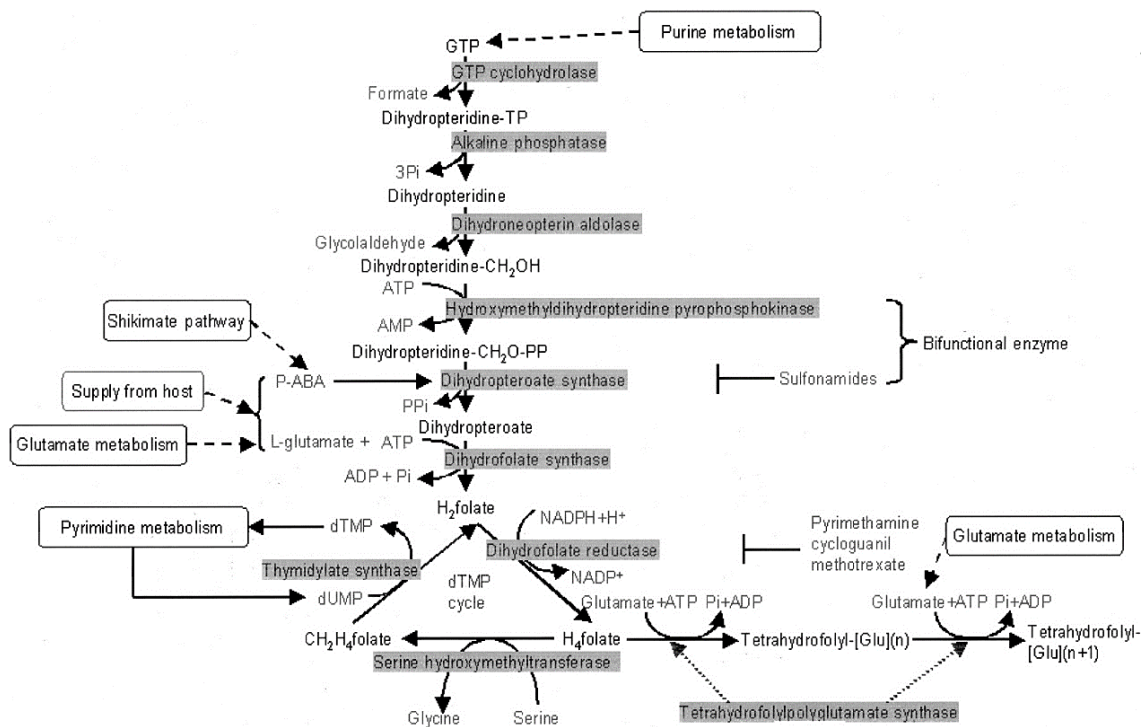 Purine metabolism
GTP
GTP cyclohydrolase
Formate
Dihydropteridine-TP
Alkaline phosphatase
3Pi
Dihydropteridine
Dihydroneopterin aldolase
Glycolaldehyde
Dihydropteridine-CH₂OH
ATP
Hydroxymethyldihydropteridine pyrophosphokinase
Shikimate pathway
AMP
Bifunctional enzyme
Dihydropteridine-CH₂O-PP
P-ABA
Dihydropteroate synthase
Sulfonamides
Supply from host
PPi
Dihydropteroate
Glutamate metabolism
L-glutamate + ATP
Dihydrofolate synthase
ADP + Pi
H₂folate
Pyrimidine metabolism
dTMP
NADPH+H⁺
Pyrimethamine
cycloguanil
methotrexate
Glutamate metabolism
Dihydrofolate reductase
Thymidylate synthase
dTMP
cycle
NADP⁺
dUMP
Glutamate+ATP Pi+ADP
Glutamate+ATP Pi+ADP
CH₂H₄folate
H₄folate
Tetrahydrofolyl-[Glu](n)
Tetrahydrofolyl-
[Glu](n+1)
Serine hydroxymethyltransferase
Glycine
Serine
Tetrahydrofolylpolyglutamate synthase